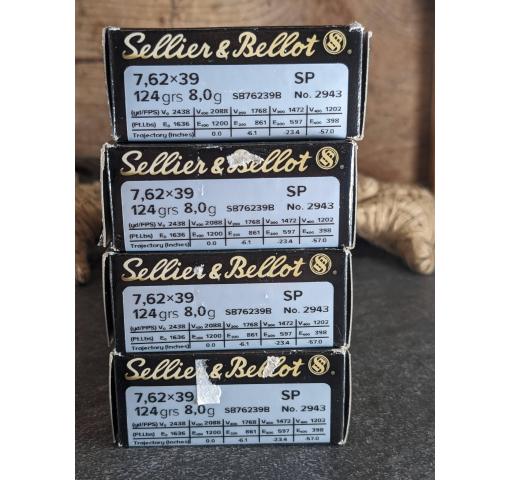 Sellier & Bellot S®
7,62×39 SP
124 grs 8,0g SB76239B No. 2943
(yd/FPS) V₀ 2438 V₁₀₀ 2088 V₂₀₀ 1768 V₃₀₀ 1472 V₄₀₀ 1202
(Ft.Lbs) E₀ 1636 E₁₀₀ 1200 E₂₀₀ 861 E₃₀₀ 597 E₄₀₀ 398
Trajectory (Inches) 0.0 -6.1 -23.4 -57.0
Sellier & Bellot S®
7,62×39 SP
124 grs 8,0g SB76239B No. 2943
(yd/FPS) V₀ 2438 V₁₀₀ 2088 V₂₀₀ 1768 V₃₀₀ 1472 V₄₀₀ 1202
(Ft.Lbs) E₀ 1636 E₁₀₀ 1200 E₂₀₀ 861 E₃₀₀ 597 E₄₀₀ 398
Trajectory (Inches) 0.0 -6.1 -23.4 -57.0
Sellier & Bellot S®
7,62×39 SP
124 grs 8,0g SB76239B No. 2943
(yd/FPS) V₀ 2438 V₁₀₀ 2088 V₂₀₀ 1768 V₃₀₀ 1472 V₄₀₀ 1202
(Ft.Lbs) E₀ 1636 E₁₀₀ 1200 E₂₀₀ 861 E₃₀₀ 597 E₄₀₀ 398
Trajectory (Inches) 0.0 -6.1 -23.4 -57.0
Sellier & Bellot S®
7,62×39 SP
124 grs 8,0g SB76239B No. 2943
(yd/FPS) V₀ 2438 V₁₀₀ 2088 V₂₀₀ 1768 V₃₀₀ 1472 V₄₀₀ 1202
(Ft.Lbs) E₀ 1636 E₁₀₀ 1200 E₂₀₀ 861 E₃₀₀ 597 E₄₀₀ 398
Trajectory (Inches) 0.0 -6.1 -23.4 -57.0